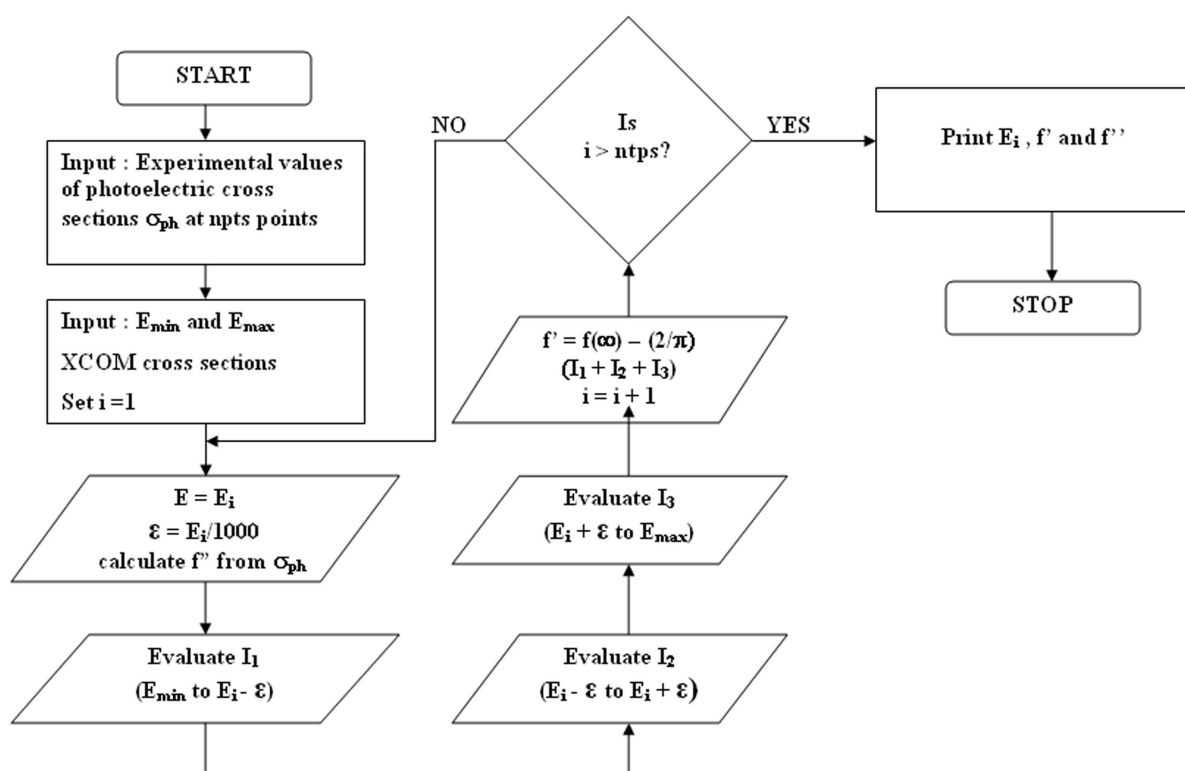 START
Input : Experimental values
of photoelectric cross
sections σph at npts points
Input : Emin and Emax
XCOM cross sections
Set i =1
E = Ei
ε = Ei/1000
calculate f” from σph
Evaluate I1
(Emin to Ei - ε)
Evaluate I2
(Ei - ε to Ei + ε)
Evaluate I3
(Ei + ε to Emax)
f’ = f(∞) – (2/π)
(I1 + I2 + I3)
i = i + 1
Is
i > ntps?
NO
YES
Print Ei , f’ and f’’
STOP